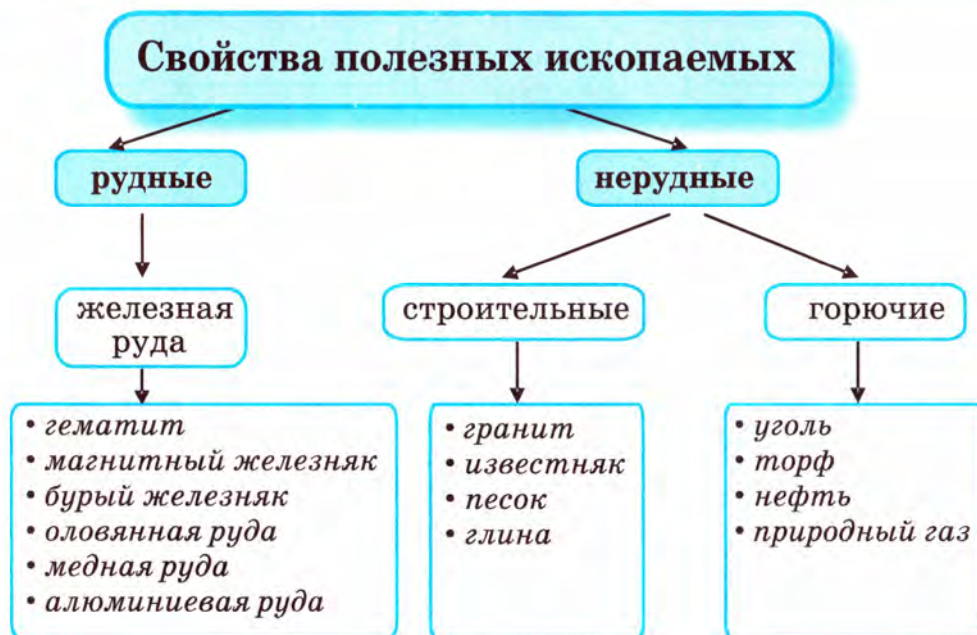 Свойства полезных ископаемых
рудные
нерудные
железная
руда
строительные
горючие
• гематит
• магнитный железняк
• бурый железняк
• оловянная руда
• медная руда
• алюминиевая руда
• гранит
• известняк
• песок
• глина
• уголь
• торф
• нефть
• природный газ